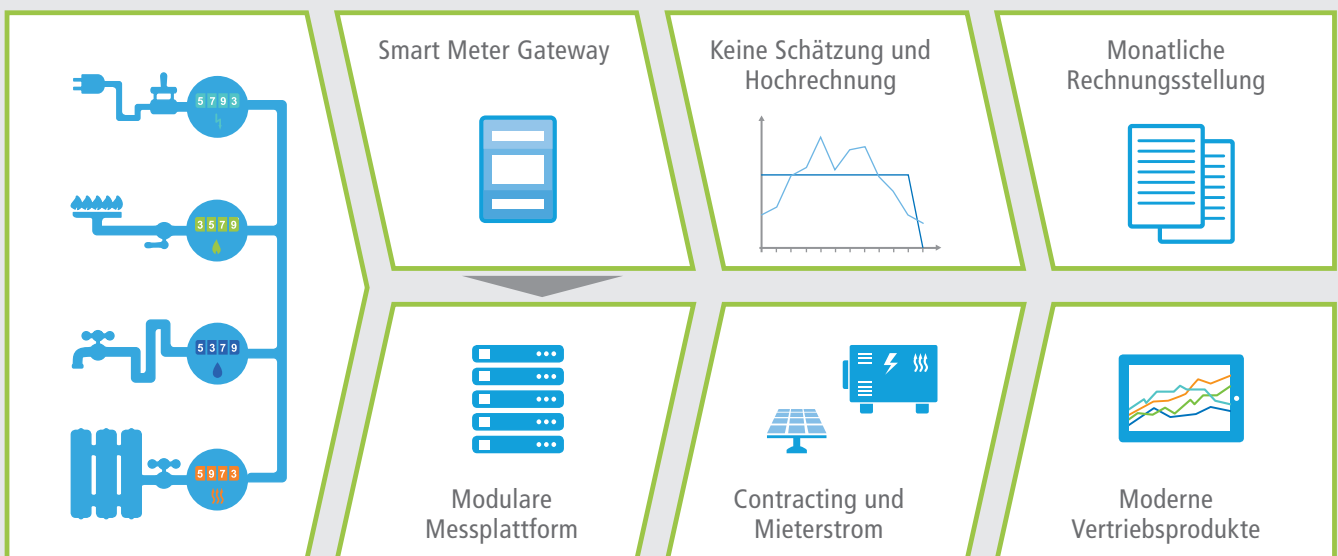 5793
3579
5379
5973
Smart Meter Gateway
Keine Schätzung und
Hochrechnung
Monatliche
Rechnungsstellung
Modulare
Messplattform
Contracting und
Mieterstrom
Moderne
Vertriebsprodukte